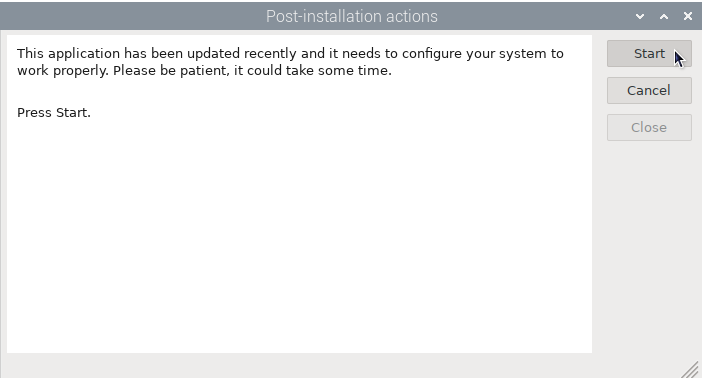 Post-installation actions
This application has been updated recently and it needs to configure your system to
work properly. Please be patient, it could take some time.
Press Start.
Start
Cancel
Close